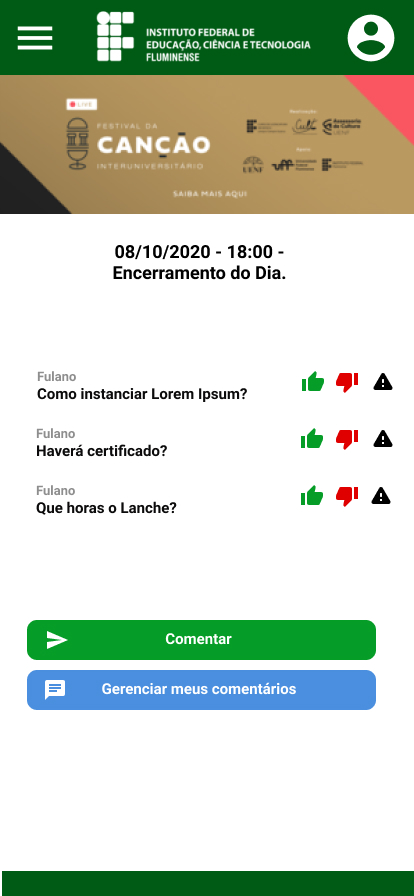 INSTITUTO FEDERAL DE
EDUCAÇÃO, CIÊNCIA E TECNOLOGIA
FLUMINENSE
LIVE
FESTIVAL DA
CANÇÃO
INTERUNIVERSITÁRIO
UENF
uff
SAIBA MAIS AQUI
08/10/2020 - 18:00 -
Encerramento do Dia.
Fulano
Como instanciar Lorem Ipsum?
Fulano
Haverá certificado?
Fulano
Que horas o Lanche?
Comentar
Gerenciar meus comentários